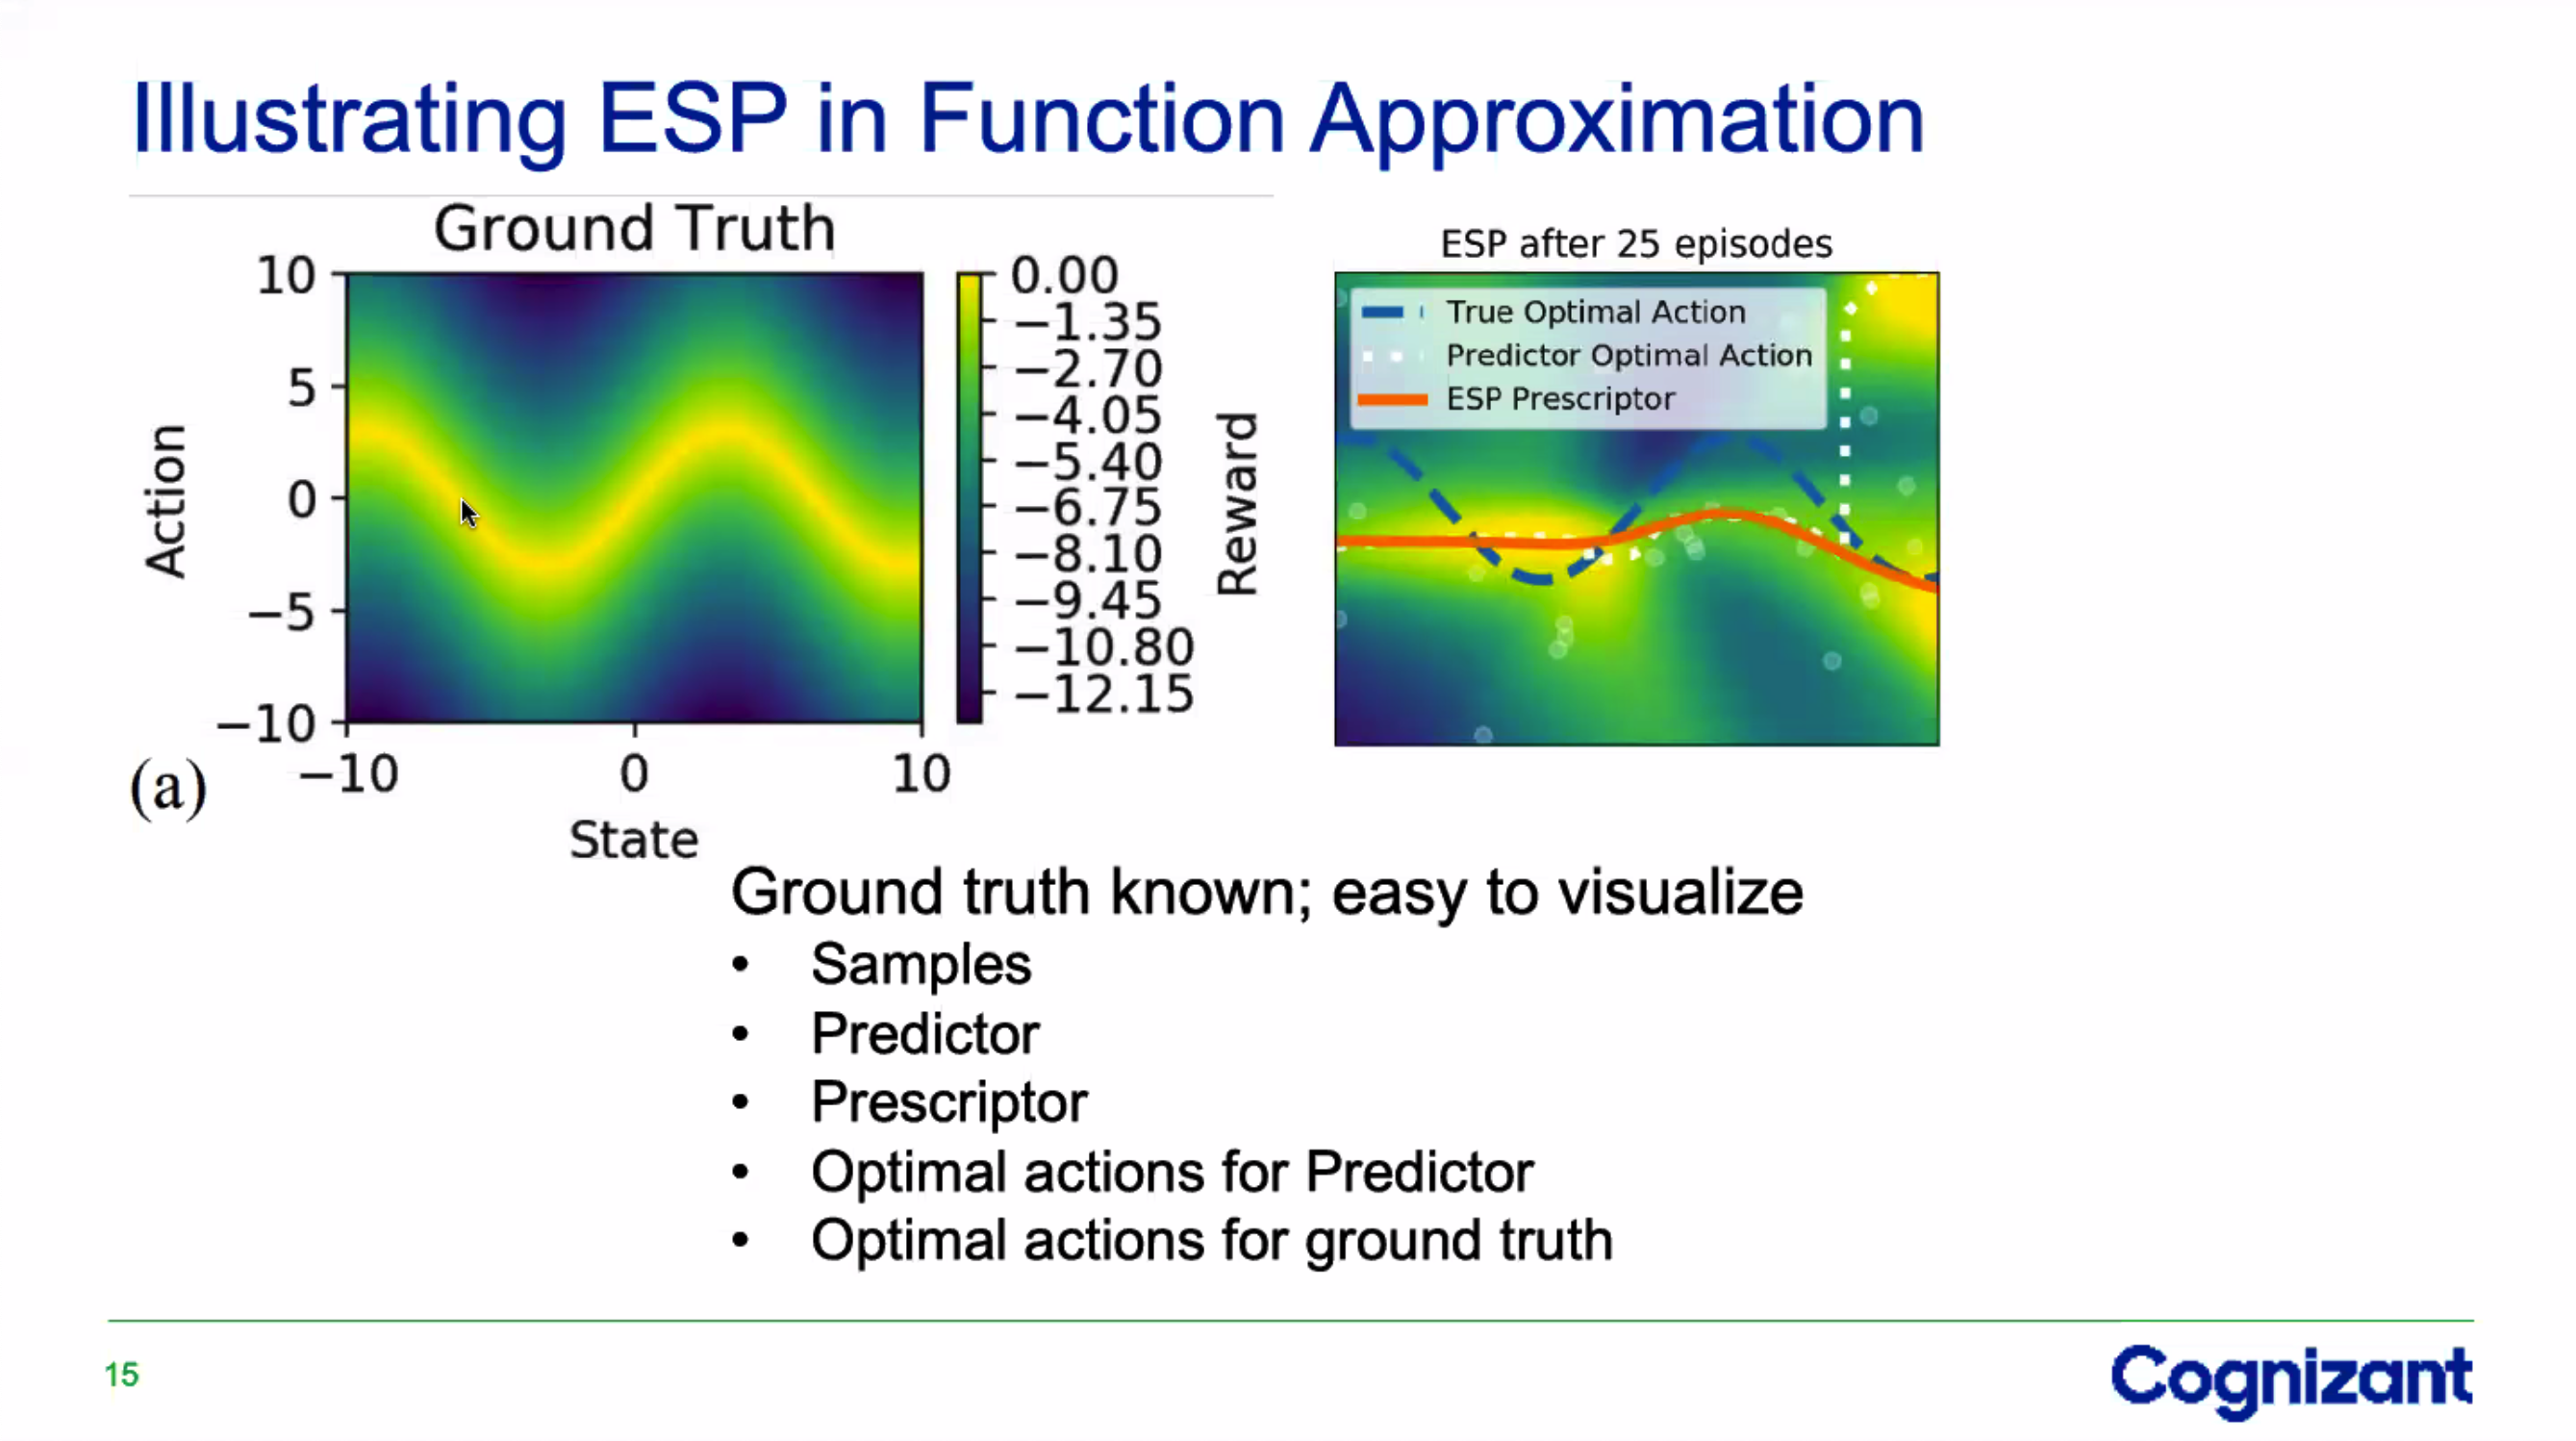 Illustrating ESP in Function Approximation
Ground Truth
10
5
0
−5
−10
Action
−10
0
10
State
(a)
0.00
−1.35
−2.70
−4.05
−5.40
−6.75
−8.10
−9.45
−10.80
−12.15
Reward
ESP after 25 episodes
True Optimal Action
Predictor Optimal Action
ESP Prescriptor
Ground truth known; easy to visualize
• Samples
• Predictor
• Prescriptor
• Optimal actions for Predictor
• Optimal actions for ground truth
15
Cognizant